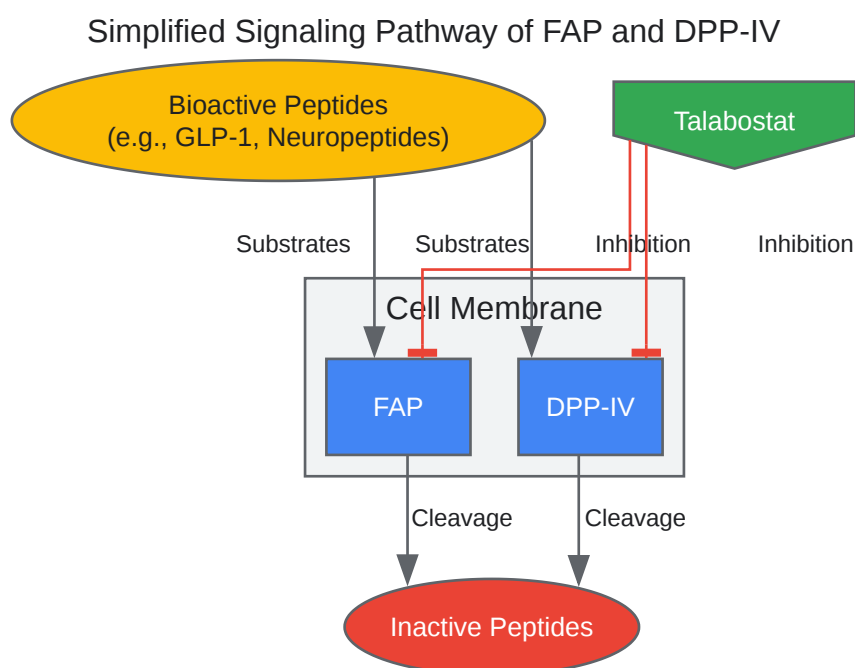 Simplified Signaling Pathway of FAP and DPP-IV
Bioactive Peptides
(e.g., GLP-1, Neuropeptides)
Talabostat
Substrates
Substrates
Inhibition
Inhibition
Cell Membrane
FAP
DPP-IV
Cleavage
Cleavage
Inactive Peptides